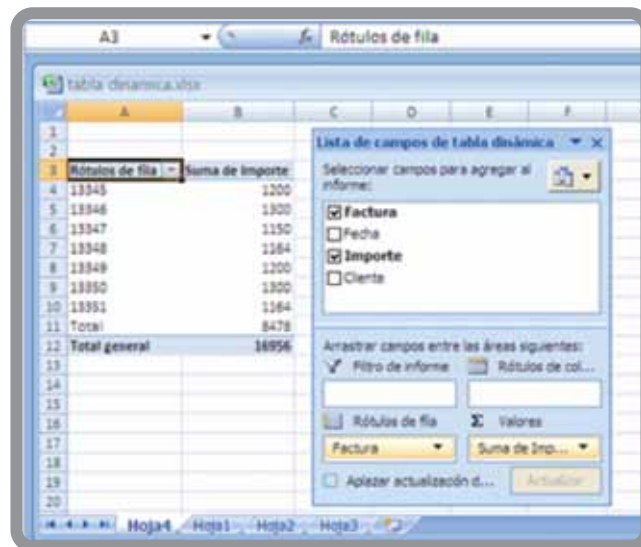 A3 fx Rótulos de fila
tabla dinamica.xlsx
A B C D E F
1
2
3 Rótulos de fila Suma de Importe
4 13345 1200
5 13346 1300
6 13347 1150
7 13348 1164
8 13349 1200
9 13350 1300
10 13351 1164
11 Total 8478
12 Total general 16956
13
14
15
16
17
18
19
20
Lista de campos de tabla dinámica
Seleccionar campos para agregar al
informe:
Factura
Fecha
Importe
Cliente
Arrastrar campos entre las áreas siguientes:
Filtro de informe Rótulos de col...
Rótulos de fila Σ Valores
Factura Suma de Imp...
Aplazar actualización d... Actualizar
Hoja4 Hoja1 Hoja2 Hoja3